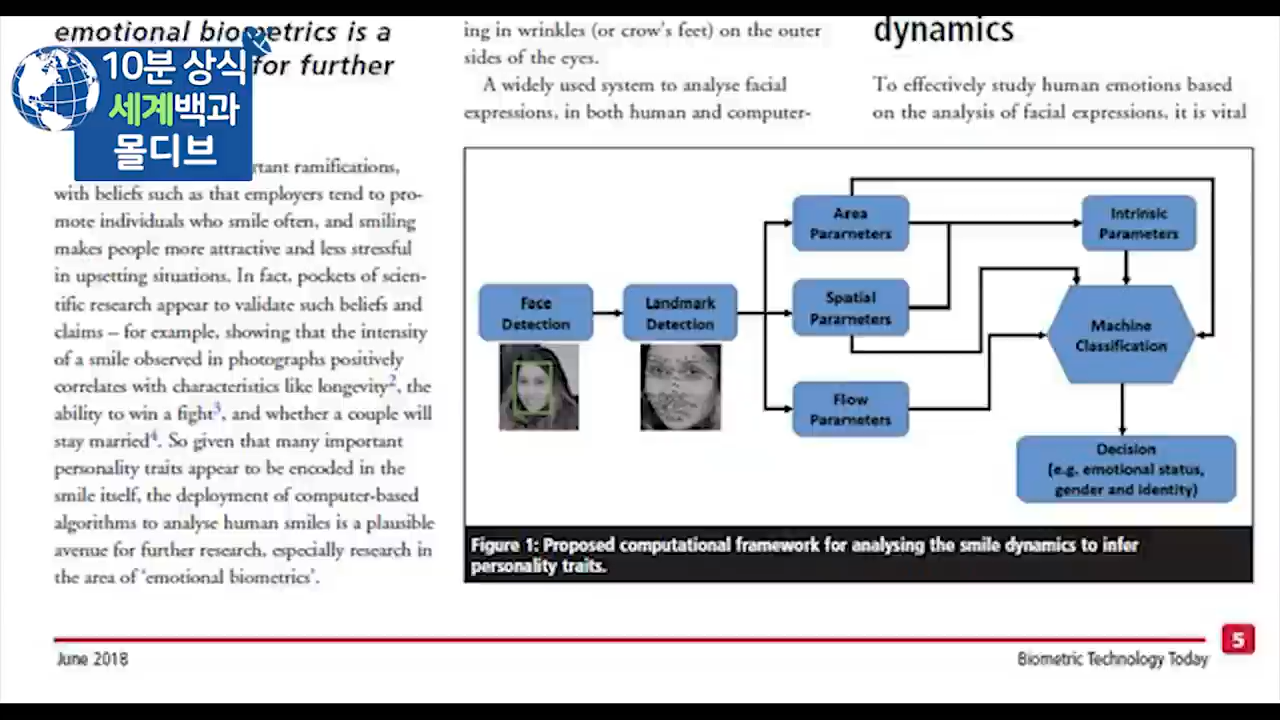 emotional biometrics is a
for further
10분 상식
세계백과
몰디브
rtant ramifications,
with beliefs such as that employers tend to pro-
mote individuals who smile often, and smiling
makes people more attractive and less stressful
in upsetting situations. In fact, pockets of scien-
tific research appear to validate such beliefs and
claims – for example, showing that the intensity
of a smile observed in photographs positively
correlates with characteristics like longevity2, the
ability to win a fight3, and whether a couple will
stay married4. So given that many important
personality traits appear to be encoded in the
smile itself, the deployment of computer-based
algorithms to analyse human smiles is a plausible
avenue for further research, especially research in
the area of 'emotional biometrics'.
ing in wrinkles (or crow's feet) on the outer
sides of the eyes.
A widely used system to analyse facial
expressions, in both human and computer-
dynamics
To effectively study human emotions based
on the analysis of facial expressions, it is vital
Face
Detection
Landmark
Detection
Area
Parameters
Spatial
Parameters
Flow
Parameters
Intrinsic
Parameters
Machine
Classification
Decision
(e.g. emotional status,
gender and identity)
Figure 1: Proposed computational framework for analysing the smile dynamics to infer
personality traits.
5
June 2018
Biometric Technology Today